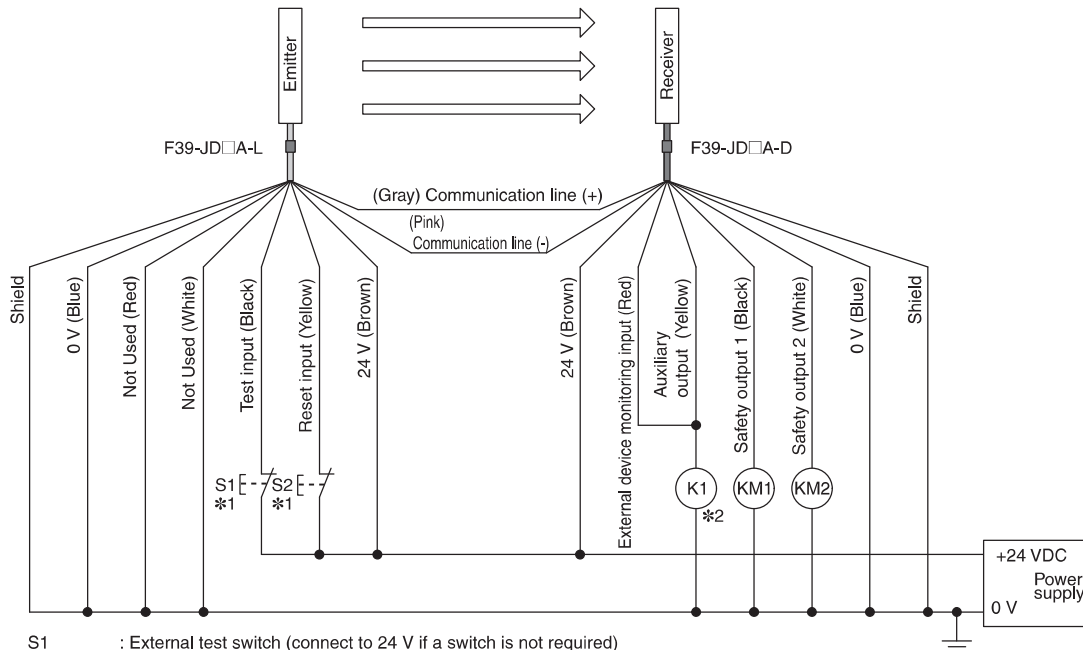 Emitter
Receiver
F39-JD□A-L
F39-JD□A-D
(Gray) Communication line (+)
(Pink)
Communication line (-)
Shield
0 V (Blue)
Not Used (Red)
Not Used (White)
Test input (Black)
Reset input (Yellow)
24 V (Brown)
24 V (Brown)
External device monitoring input (Red)
Auxiliary
output (Yellow)
Safety output 1 (Black)
Safety output 2 (White)
0 V (Blue)
Shield
S1
*1
S2
*1
K1
*2
KM1
KM2
+24 VDC
Power
supply
0 V
S1 : External test switch (connect to 24 V if a switch is not required)